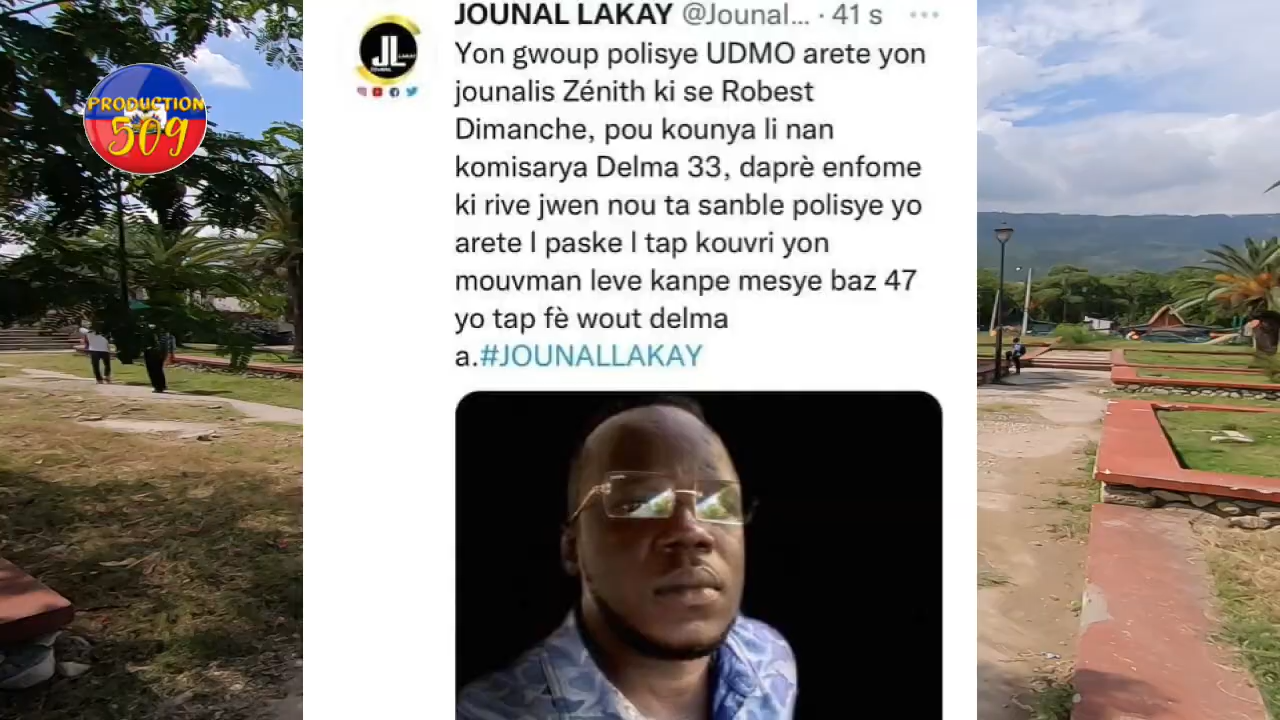 PRODUCTION
509
JL
JOUNAL LAKAY @Jounal... · 41 s ...
Yon gwoup polisye UDMO arete yon
jounalis Zénith ki se Robest
Dimanche, pou kounya li nan
komisarya Delma 33, daprè enfome
ki rive jwen nou ta sanble polisye yo
arete l paske l tap kouvri yon
mouvman leve kanpe mesye baz 47
yo tap fè wout delma
a.#JOUNALLAKAY